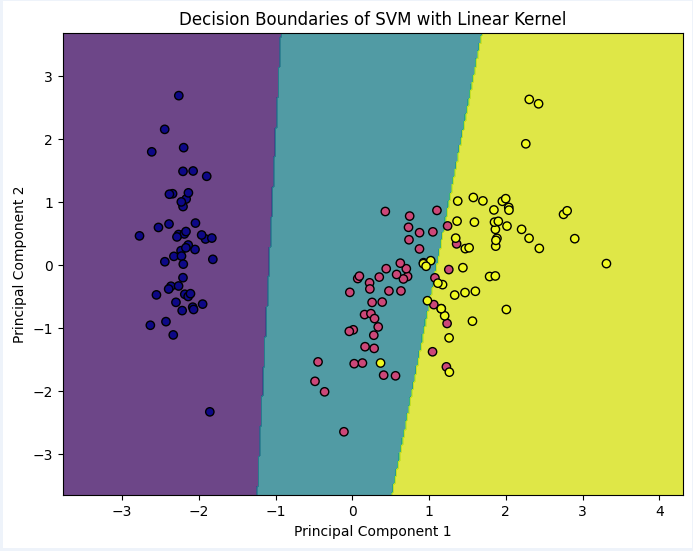 Decision Boundaries of SVM with Linear Kernel
3
2
1
0
−1
−2
−3
Principal Component 2
−3 −2 −1 0 1 2 3 4
Principal Component 1